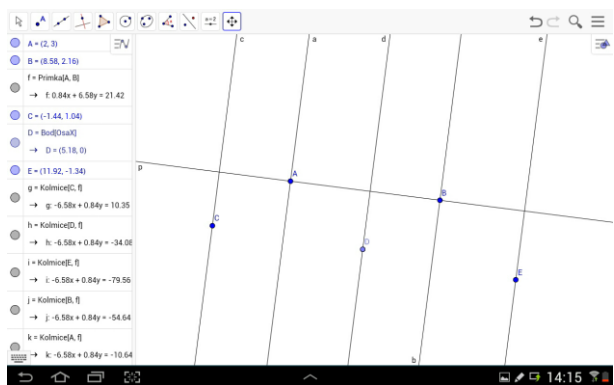 A = (2, 3)
B = (8.58, 2.16)
f = Primka[A, B]
→ f: 0.84x + 6.58y = 21.42
C = (-1.44, 1.04)
D = Bod[OsaX]
→ D = (5.18, 0)
E = (11.92, -1.34)
g = Kolmice[C, f]
→ g: -6.58x + 0.84y = 10.35
h = Kolmice[D, f]
→ h: -6.58x + 0.84y = -34.08
i = Kolmice[E, f]
→ i: -6.58x + 0.84y = -79.56
j = Kolmice[B, f]
→ j: -6.58x + 0.84y = -54.64
k = Kolmice[A, f]
→ k: -6.58x + 0.84y = -10.64
c
a
d
e
p
A
B
C
D
E
b
14:15